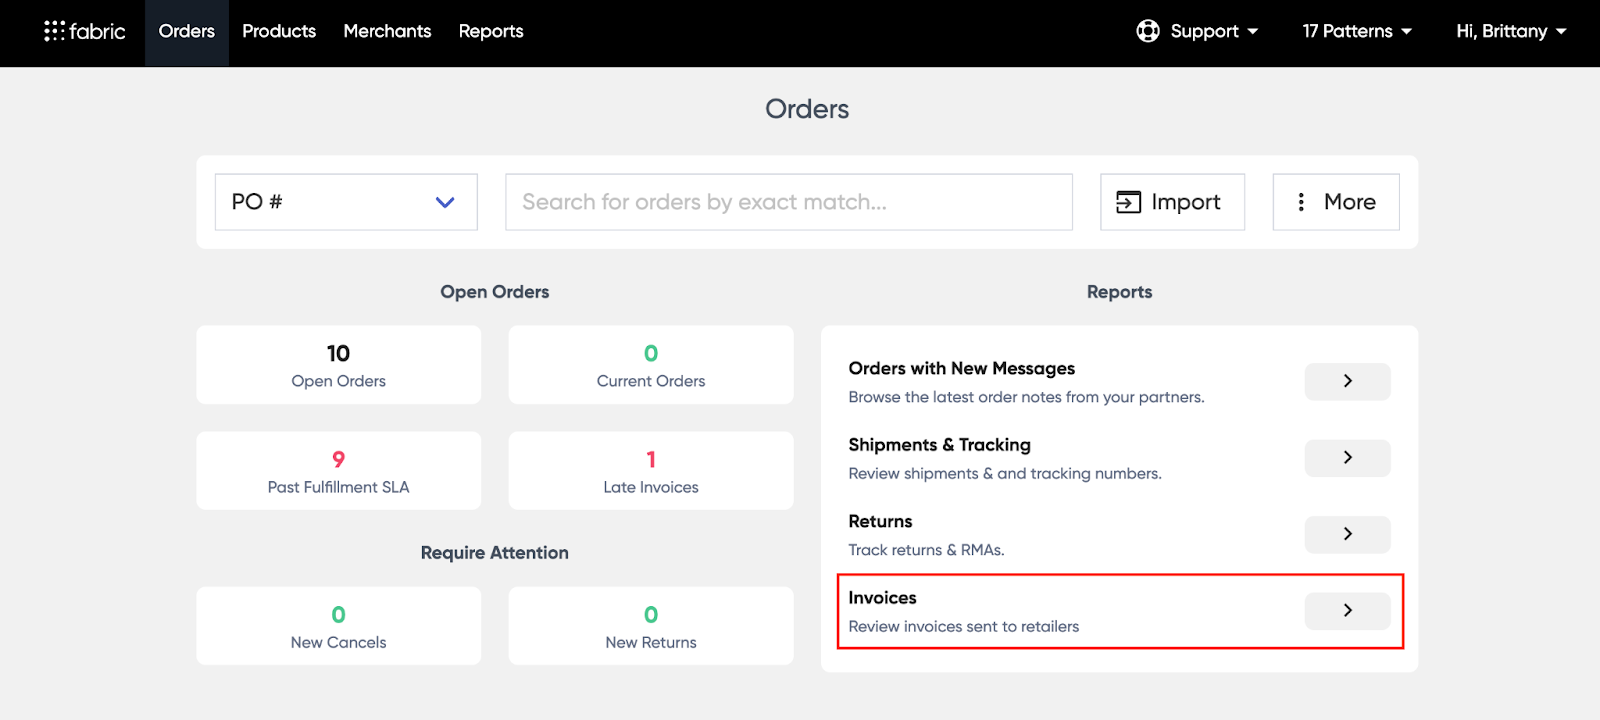 fabric Orders Products Merchants Reports Support 17 Patterns Hi, Brittany
Orders
PO # Search for orders by exact match... Import More
Open Orders
10
Open Orders
0
Current Orders
9
Past Fulfillment SLA
1
Late Invoices
Require Attention
0
New Cancels
0
New Returns
Reports
Orders with New Messages
Browse the latest order notes from your partners.
Shipments & Tracking
Review shipments & and tracking numbers.
Returns
Track returns & RMAs.
Invoices
Review invoices sent to retailers